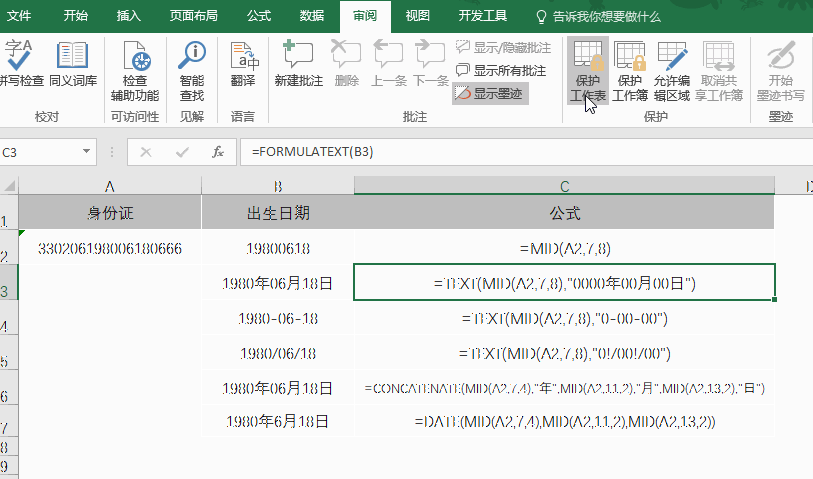 文件 开始 插入 页面布局 公式 数据 审阅 视图 开发工具 告诉我你想要做什么
字A
拼写检查 同义词库 检查 辅助功能 智能 查找 翻译 新建批注 删除 上一条 下一条 显示/隐藏批注 显示所有批注 显示墨迹 保护 工作表 保护 工作簿 允许编 辑区域 取消共 享工作簿 开始 墨迹书写
校对 可访问性 见解 语言 批注 保护 墨迹
C3 fx =FORMULATEXT(B3)
A B C D
1 身份证 出生日期 公式
2 330206198006180666 19800618 =MID(A2,7,8)
3 1980年06月18日 =TEXT(MID(A2,7,8),"0000年00月00日")
4 1980-06-18 =TEXT(MID(A2,7,8),"0-00-00")
5 1980/06/18 =TEXT(MID(A2,7,8),"0!/00!/00")
6 1980年06月18日 =CONCATENATE(MID(A2,7,4),"年",MID(A2,11,2),"月",MID(A2,13,2),"日")
7 1980年6月18日 =DATE(MID(A2,7,4),MID(A2,11,2),MID(A2,13,2))
8
9